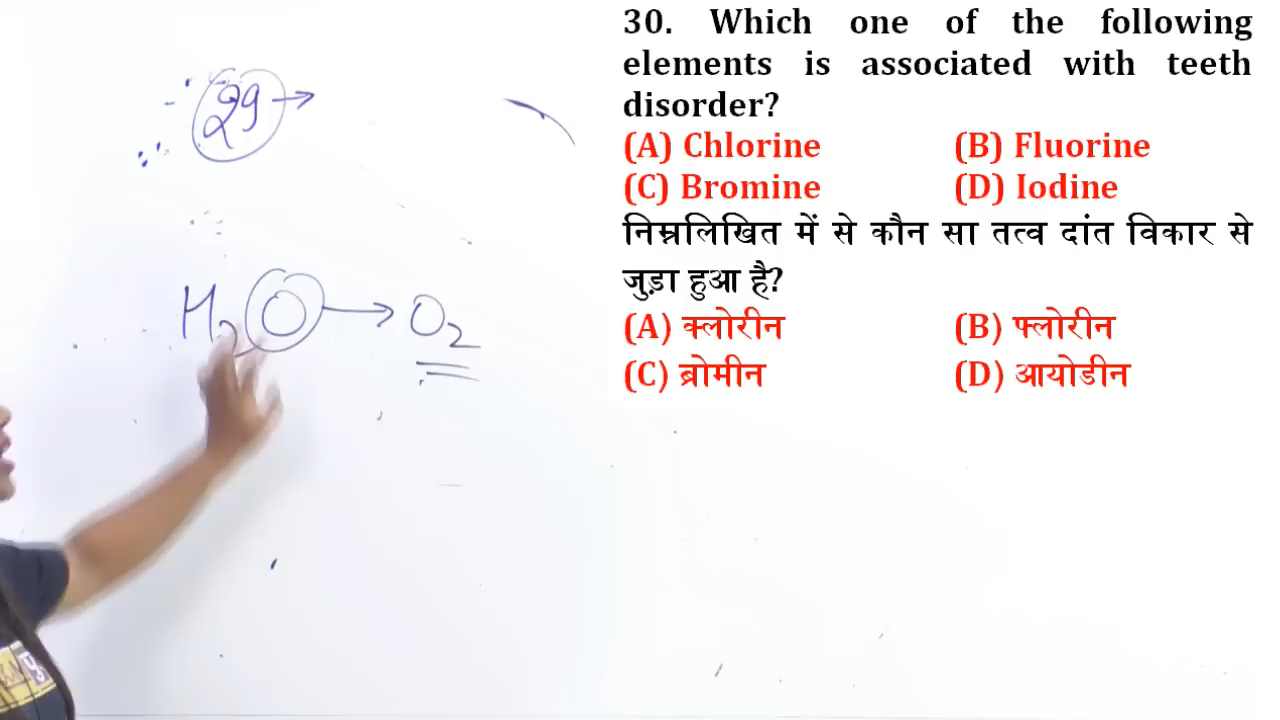 29 →
H₂O → O₂
30. Which one of the following
elements is associated with teeth
disorder?
(A) Chlorine (B) Fluorine
(C) Bromine (D) Iodine
निम्नलिखित में से कौन सा तत्व दांत विकार से
जुड़ा हुआ है?
(A) क्लोरीन (B) फ्लोरीन
(C) ब्रोमीन (D) आयोडीन